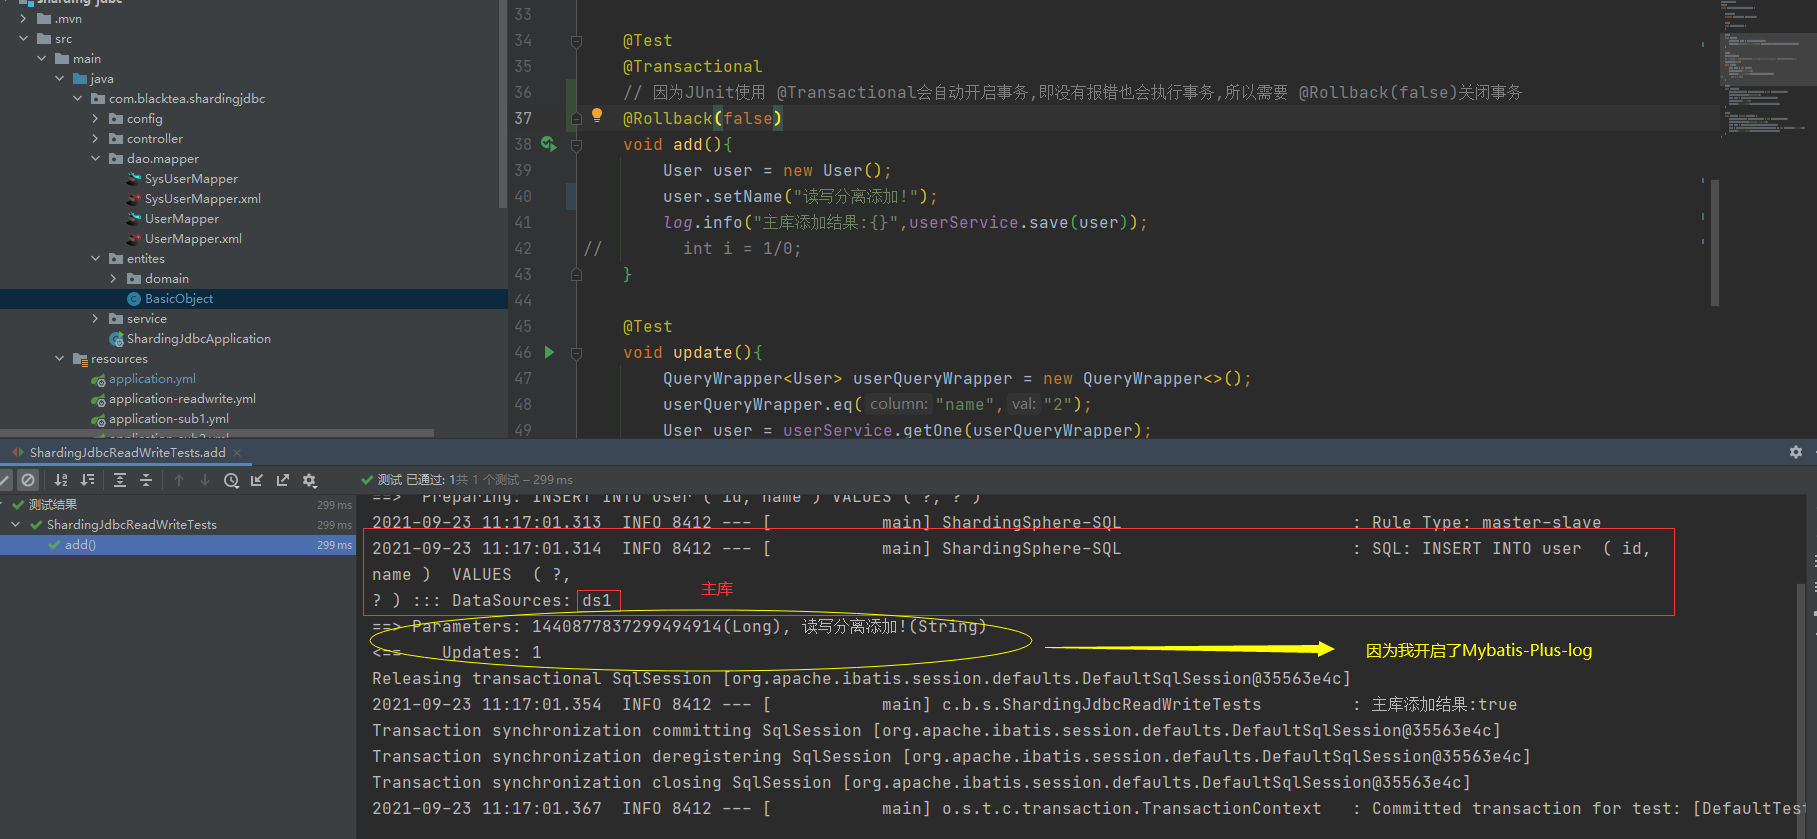 sharding-jdbc
.mvn
src
main
java
com.blacktea.shardingjdbc
config
controller
dao.mapper
SysUserMapper
SysUserMapper.xml
UserMapper
UserMapper.xml
entites
domain
BasicObject
service
ShardingJdbcApplication
resources
application.yml
application-readwrite.yml
application-sub1.yml
33
34 @Test
35 @Transactional
36 // 因为JUnit使用 @Transactional会自动开启事务,即没有报错也会执行事务,所以需要 @Rollback(false)关闭事务
37 @Rollback(false)
38 void add(){
39 User user = new User();
40 user.setName("读写分离添加!");
41 log.info("主库添加结果:{}",userService.save(user));
42 // int i = 1/0;
43 }
44
45 @Test
46 void update(){
47 QueryWrapper<User> userQueryWrapper = new QueryWrapper<>();
48 userQueryWrapper.eq( column: "name", val: "2");
49 User user = userService.getOne(userQueryWrapper);
ShardingJdbcReadWriteTests.add ×
测试 已通过: 1共 1 个测试 – 299 ms
测试结果 299 ms
ShardingJdbcReadWriteTests 299 ms
add() 299 ms
==> Preparing: INSERT INTO user ( id, name ) VALUES ( ?, ? )
2021-09-23 11:17:01.313 INFO 8412 --- [ main] ShardingSphere-SQL : Rule Type: master-slave
2021-09-23 11:17:01.314 INFO 8412 --- [ main] ShardingSphere-SQL : SQL: INSERT INTO user ( id,
name ) VALUES ( ?,
主库
? ) ::: DataSources: ds1
==> Parameters: 1440877837299494914(Long), 读写分离添加!(String)
<== Updates: 1
因为我开启了Mybatis-Plus-log
Releasing transactional SqlSession [org.apache.ibatis.session.defaults.DefaultSqlSession@35563e4c]
2021-09-23 11:17:01.354 INFO 8412 --- [ main] c.b.s.ShardingJdbcReadWriteTests : 主库添加结果:true
Transaction synchronization committing SqlSession [org.apache.ibatis.session.defaults.DefaultSqlSession@35563e4c]
Transaction synchronization deregistering SqlSession [org.apache.ibatis.session.defaults.DefaultSqlSession@35563e4c]
Transaction synchronization closing SqlSession [org.apache.ibatis.session.defaults.DefaultSqlSession@35563e4c]
2021-09-23 11:17:01.367 INFO 8412 --- [ main] o.s.t.c.transaction.TransactionContext : Committed transaction for test: [DefaultTes